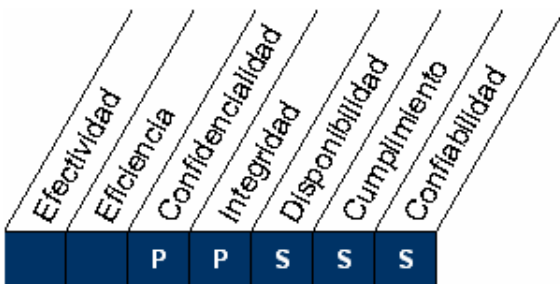 Efectividad
Eficiencia
Confidencialidad
Integridad
Disponibilidad
Cumplimiento
Confiabilidad
P P S S S